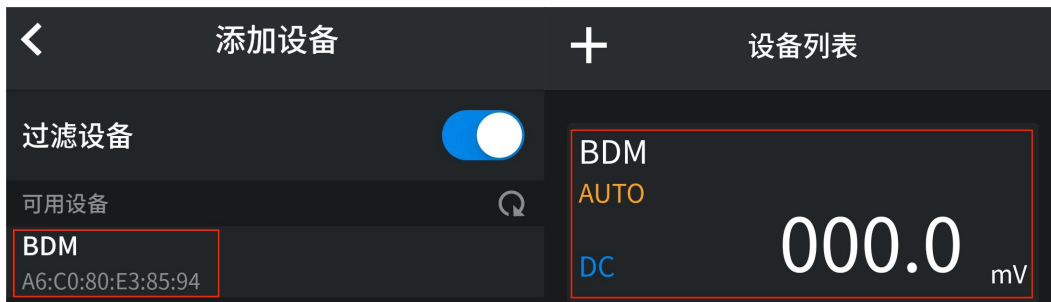 添加设备
过滤设备
可用设备
BDM
A6:C0:80:E3:85:94
设备列表
BDM
AUTO
DC
000.0
mV